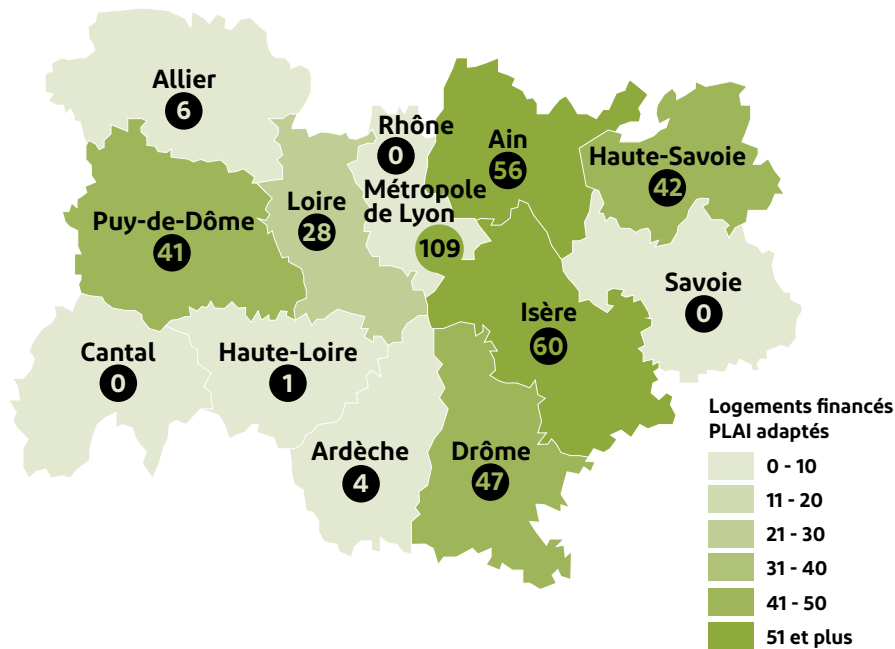 Allier
6
Rhône
0
Ain
56
Haute-Savoie
42
Métropole
de Lyon
109
Puy-de-Dôme
41
Loire
28
Savoie
0
Isère
60
Cantal
0
Haute-Loire
1
Ardèche
4
Drôme
47
Logements financés
PLAI adaptés
0 - 10
11 - 20
21 - 30
31 - 40
41 - 50
51 et plus